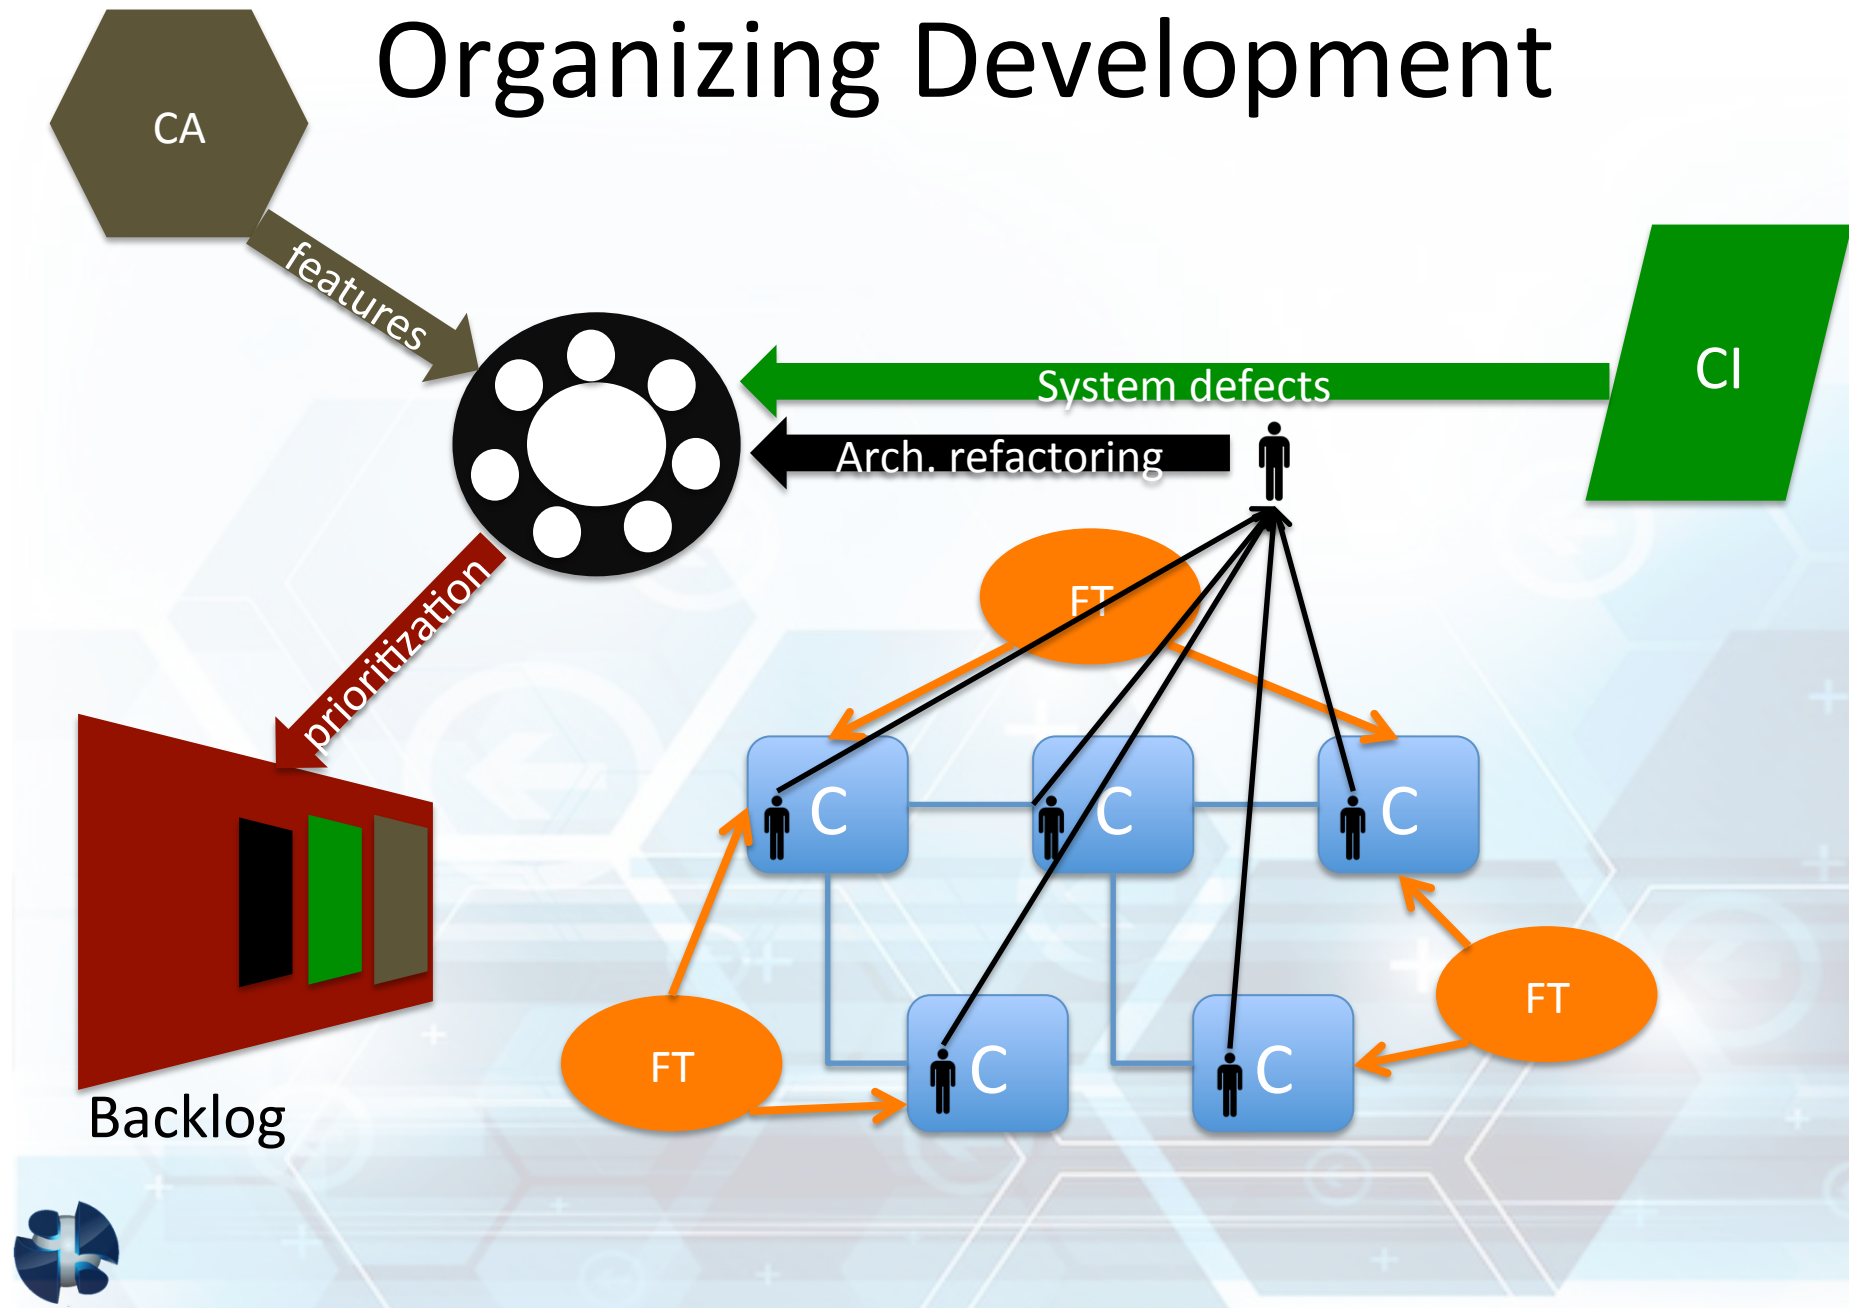 Organizing Development
CA
features
System defects
CI
Arch. refactoring
prioritization
FT
C
C
C
FT
FT
C
C
Backlog